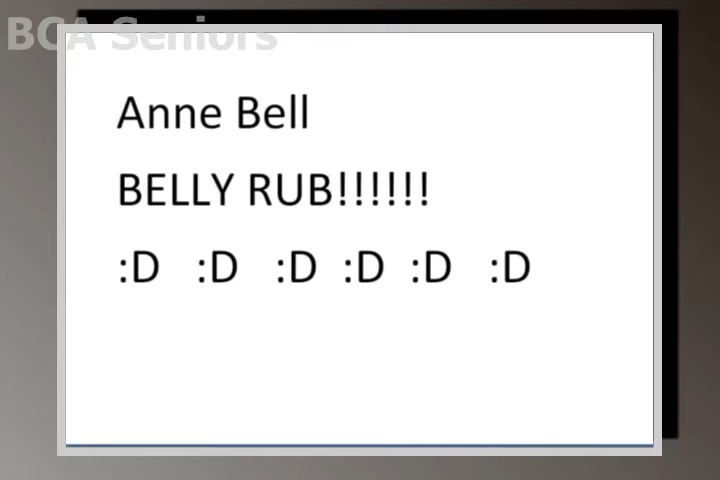 BCA Seniors
Anne Bell
BELLY RUB!!!!!!
:D :D :D :D :D :D